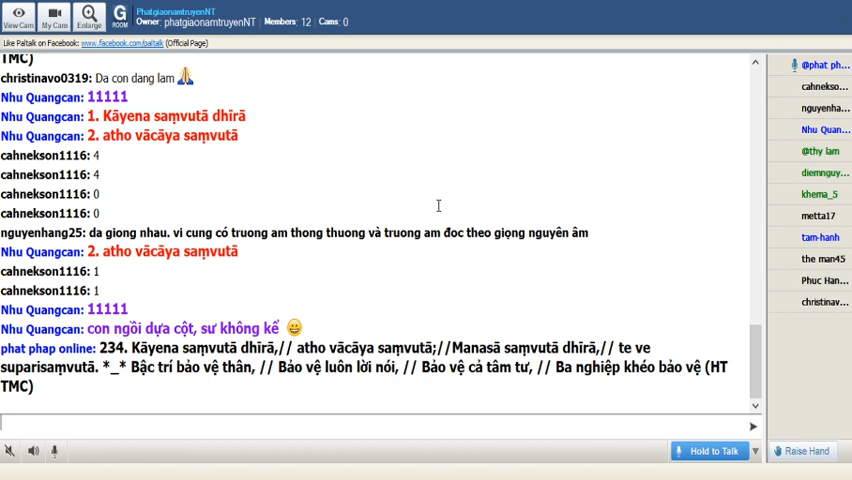 View Cam
My Cam
Enlarge
G
ROOM
PhatgiaonamtruyenNT
Owner: phatgiaonamtruyenNT Members: 12 Cams: 0
Like Paltalk on Facebook: www.facebook.com/paltalk (Official Page)
TMC)
christinavo0319: Da con dang lam
Nhu Quangcan: 11111
Nhu Quangcan: 1. Kāyena saṃvutā dhīrā
Nhu Quangcan: 2. atho vācāya saṃvutā
cahnekson1116: 4
cahnekson1116: 4
cahnekson1116: 0
cahnekson1116: 0
nguyenhang25: da giong nhau. vi cung có truong am thong thuong và truong am đoc theo giọng nguyên âm
Nhu Quangcan: 2. atho vācāya saṃvutā
cahnekson1116: 1
cahnekson1116: 1
Nhu Quangcan: 11111
Nhu Quangcan: con ngồi dựa cột, sư không kể
phat phap online: 234. Kāyena saṃvutā dhīrā,// atho vācāya saṃvutā;//Manasā saṃvutā dhīrā,// te ve
suparisaṃvutā. *_* Bậc trí bảo vệ thân, // Bảo vệ luôn lời nói, // Bảo vệ cả tâm tư, // Ba nghiệp khéo bảo vệ (HT
TMC)
@phat ph...
cahnekso...
nguyenha...
Nhu Quan...
@thy lam
diemnguy...
khema_5
metta17
tam-hanh
the man45
Phuc Han...
christinav...
Hold to Talk
Raise Hand